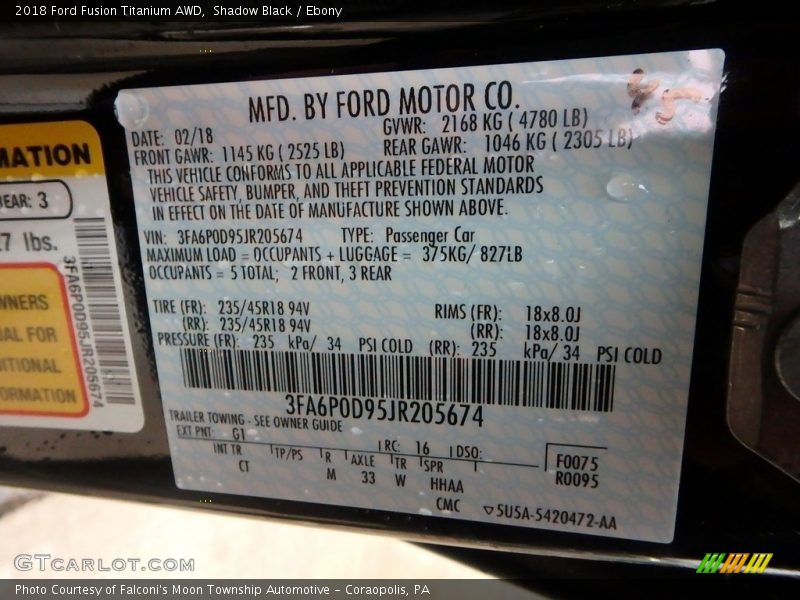 2018 Ford Fusion Titanium AWD, Shadow Black / Ebony
MFD. BY FORD MOTOR CO.
DATE: 02/18
GVWR: 2168 KG ( 4780 LB)
FRONT GAWR: 1145 KG ( 2525 LB)
REAR GAWR: 1046 KG ( 2305 LB)
THIS VEHICLE CONFORMS TO ALL APPLICABLE FEDERAL MOTOR
VEHICLE SAFETY, BUMPER, AND THEFT PREVENTION STANDARDS
IN EFFECT ON THE DATE OF MANUFACTURE SHOWN ABOVE.
VIN: 3FA6P0D95JR205674 TYPE: Passenger Car
MAXIMUM LOAD = OCCUPANTS + LUGGAGE = 375KG/ 827LB
OCCUPANTS = 5 TOTAL; 2 FRONT, 3 REAR
TIRE (FR): 235/45R18 94V RIMS (FR): 18x8.0J
(RR): 235/45R18 94V (RR): 18x8.0J
PRESSURE (FR): 235 kPa/ 34 PSI COLD (RR): 235 kPa/ 34 PSI COLD
3FA6P0D95JR205674
TRAILER TOWING - SEE OWNER GUIDE
EXT PNT: G1 RC: 16 DSO:
INT TR TP/PS R AXLE TR SPR
CT M 33 W HHAA
CMC
F0075
R0095
5U5A-5420472-AA
MATION
EAR: 3
7 lbs.
WNERS
AL FOR
DITIONAL
ORMATION
3FA6P0D95JR205674
GTCARLOT.COM
Photo Courtesy of Falconi's Moon Township Automotive – Coraopolis, PA